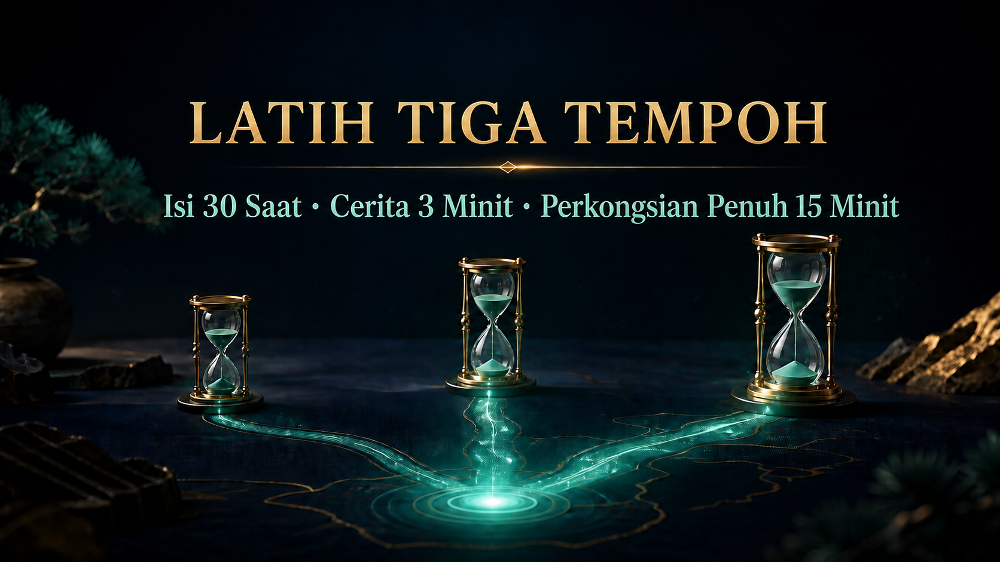 LATIH TIGA TEMPOH
Isi 30 Saat • Cerita 3 Minit • Perkongsian Penuh 15 Minit